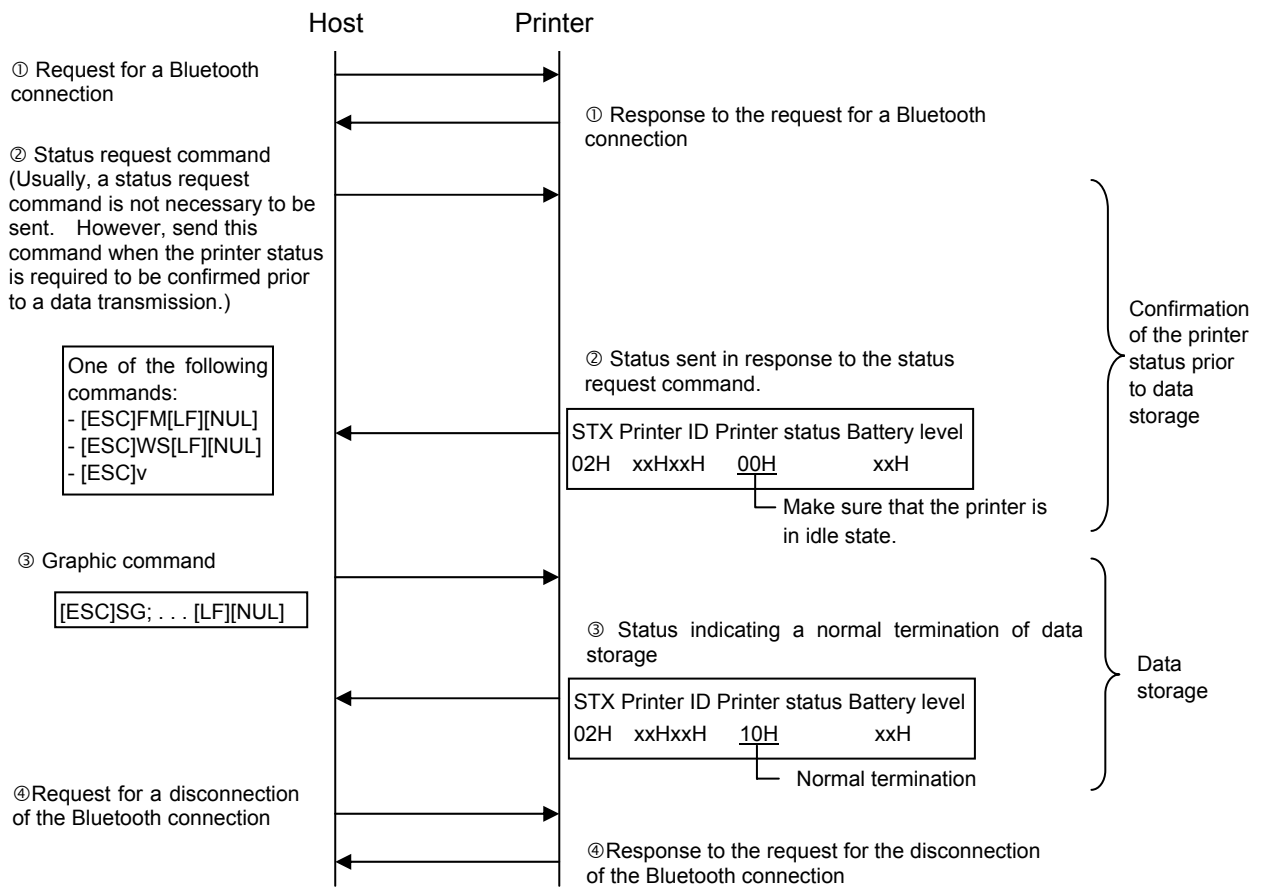 Host Printer
① Request for a Bluetooth
connection
① Response to the request for a Bluetooth
connection
② Status request command
(Usually, a status request
command is not necessary to be
sent. However, send this
command when the printer status
is required to be confirmed prior
to a data transmission.)
One of the following
commands:
- [ESC]FM[LF][NUL]
- [ESC]WS[LF][NUL]
- [ESC]v
② Status sent in response to the status
request command.
STX Printer ID Printer status Battery level
02H xxHxxH 00H xxH
Make sure that the printer is
in idle state.
Confirmation
of the printer
status prior
to data
storage
③ Graphic command
[ESC]SG; . . . [LF][NUL]
③ Status indicating a normal termination of data
storage
STX Printer ID Printer status Battery level
02H xxHxxH 10H xxH
Normal termination
Data
storage
④Request for a disconnection
of the Bluetooth connection
④Response to the request for the disconnection
of the Bluetooth connection